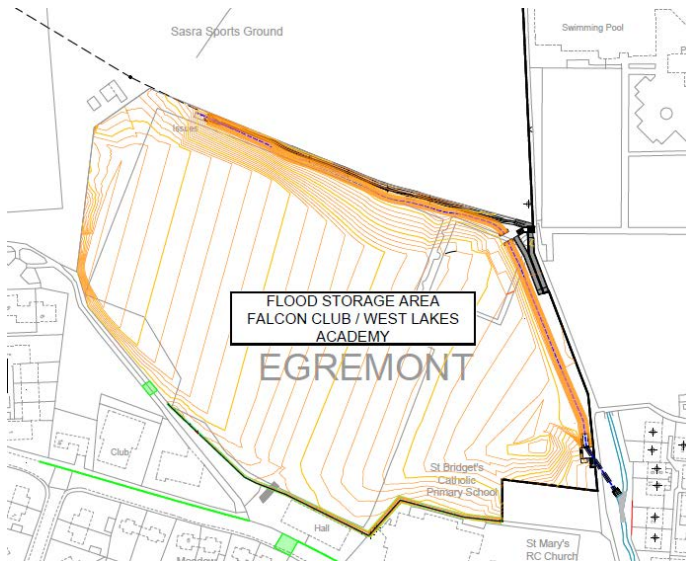 Sasra Sports Ground
Swimming Pool
Issues
FLOOD STORAGE AREA
FALCON CLUB / WEST LAKES
ACADEMY
EGREMONT
Club
St Bridget's
Catholic
Primary School
Hall
St Mary's
RC Church